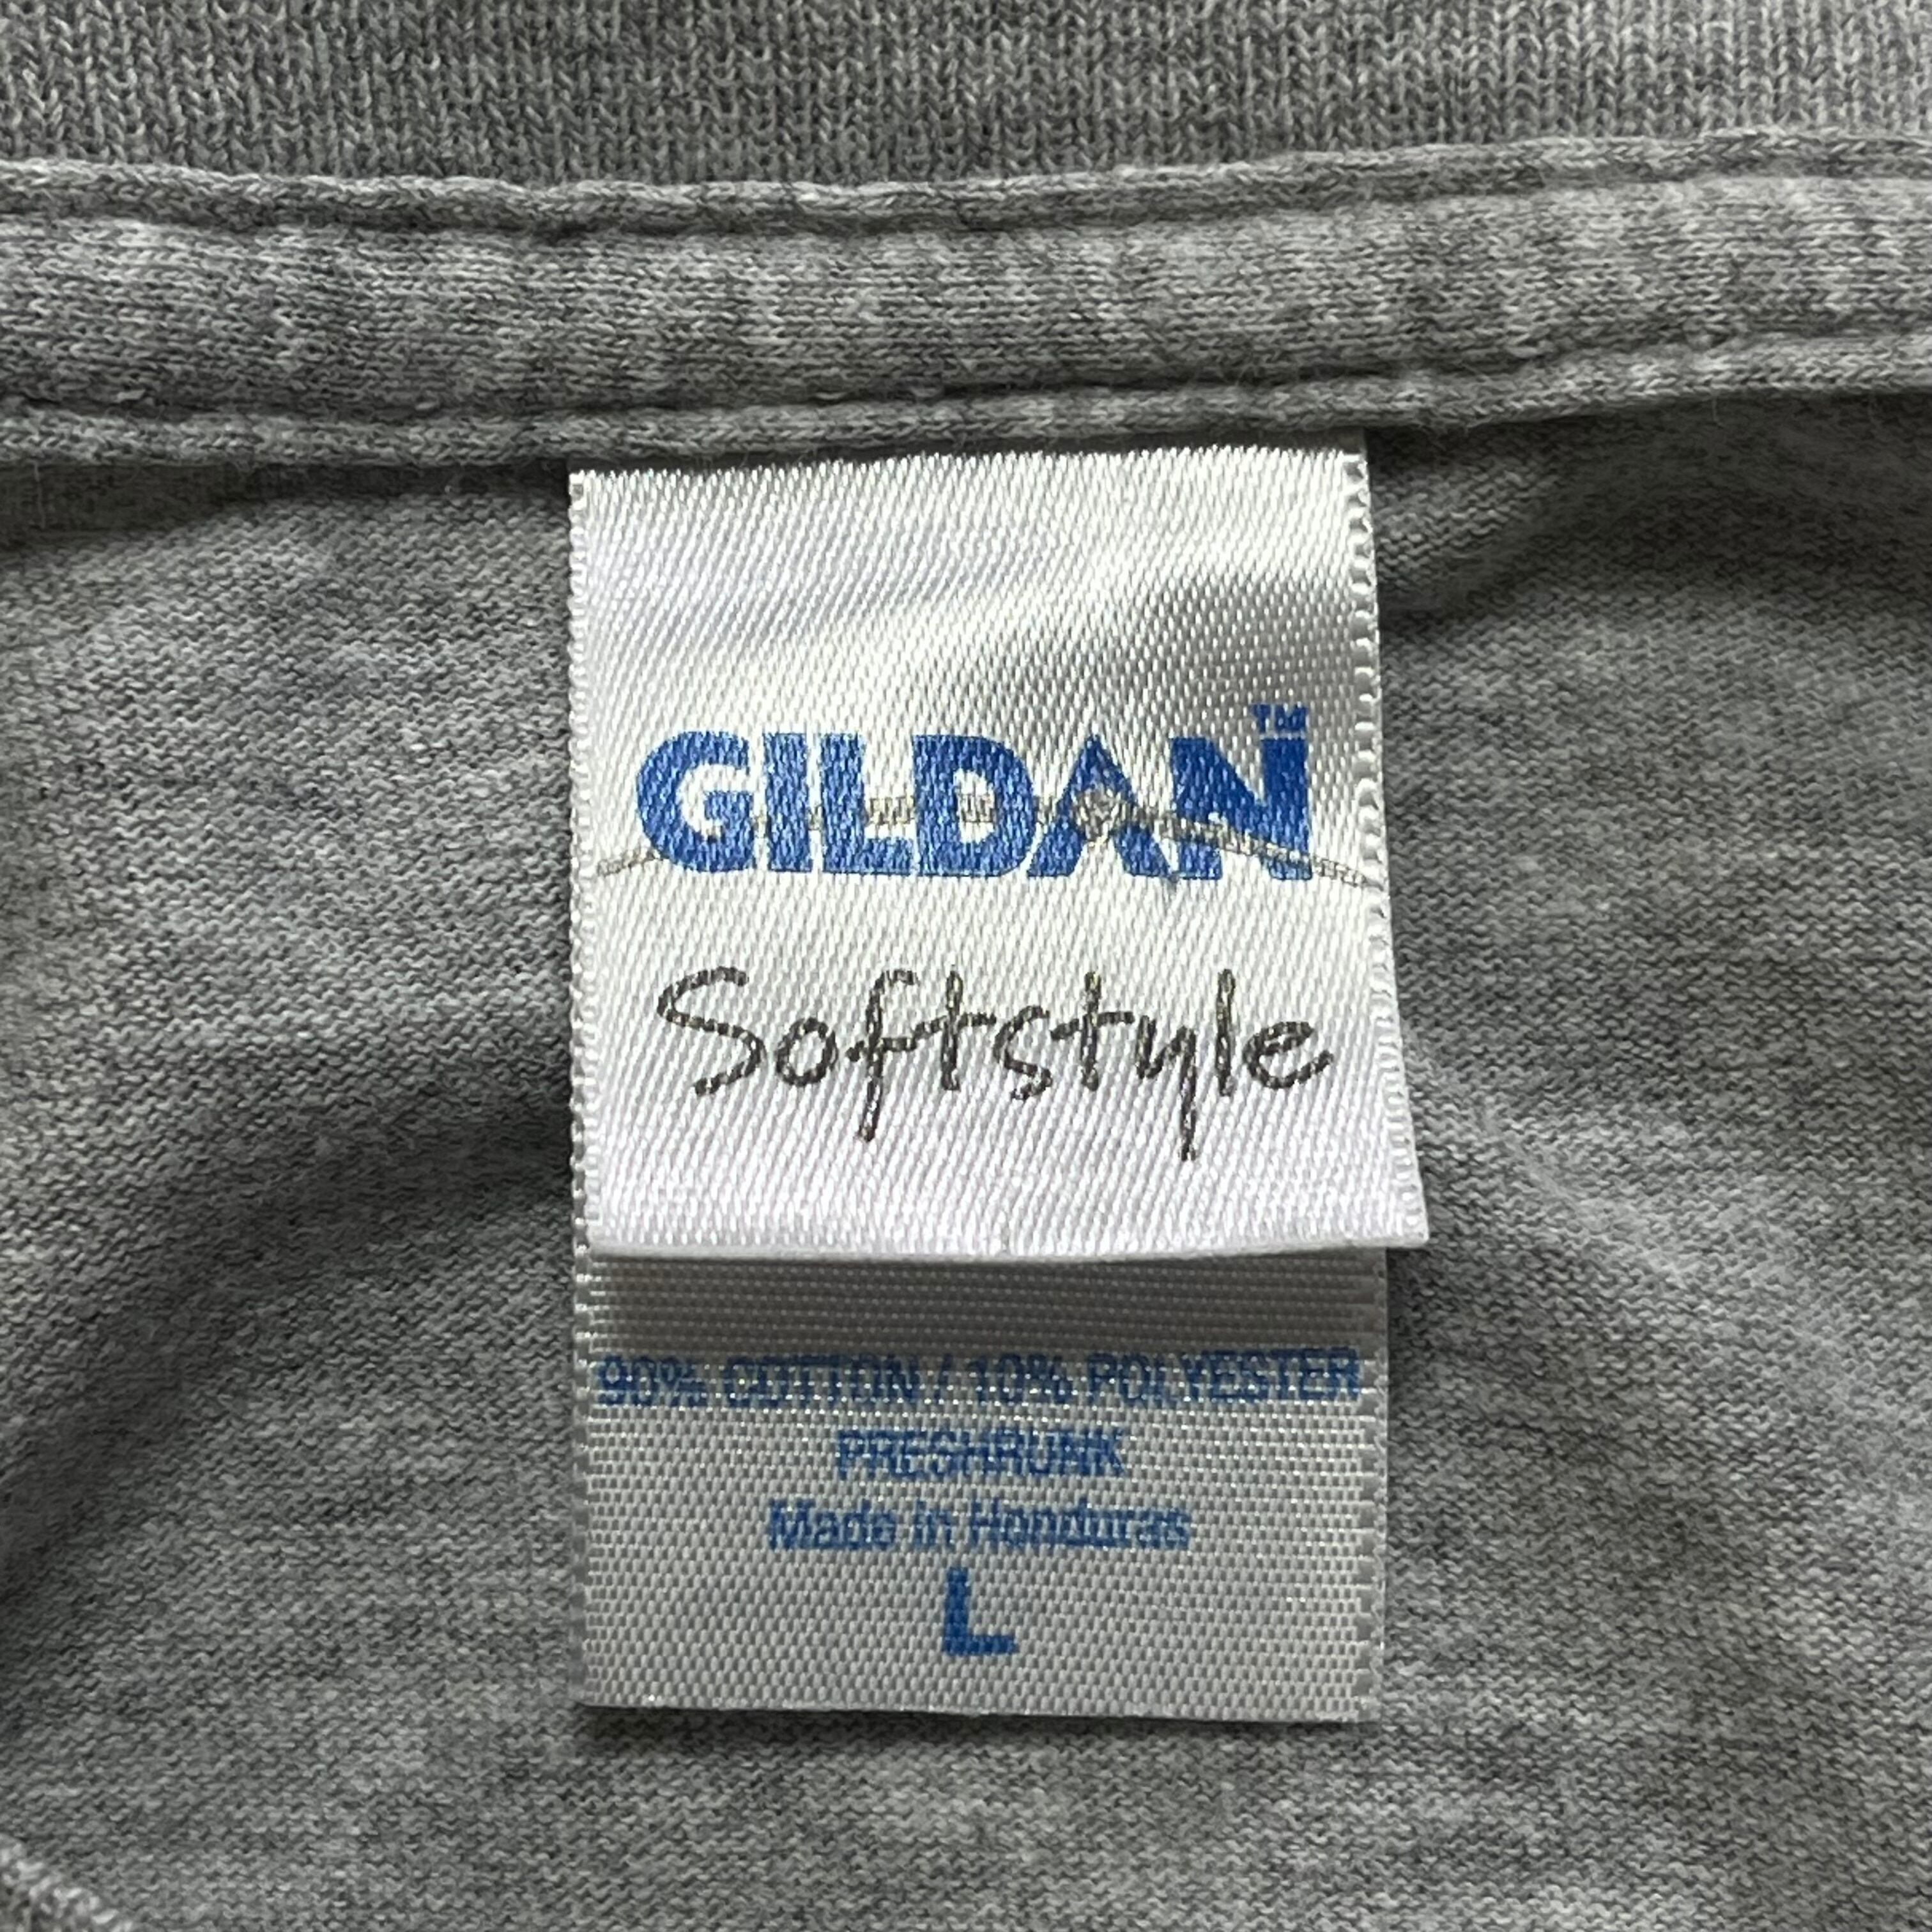 GILDAN™
Softstyle
90% COTTON / 10% POLYESTER
PRESHRUNK
Made in Honduras
L